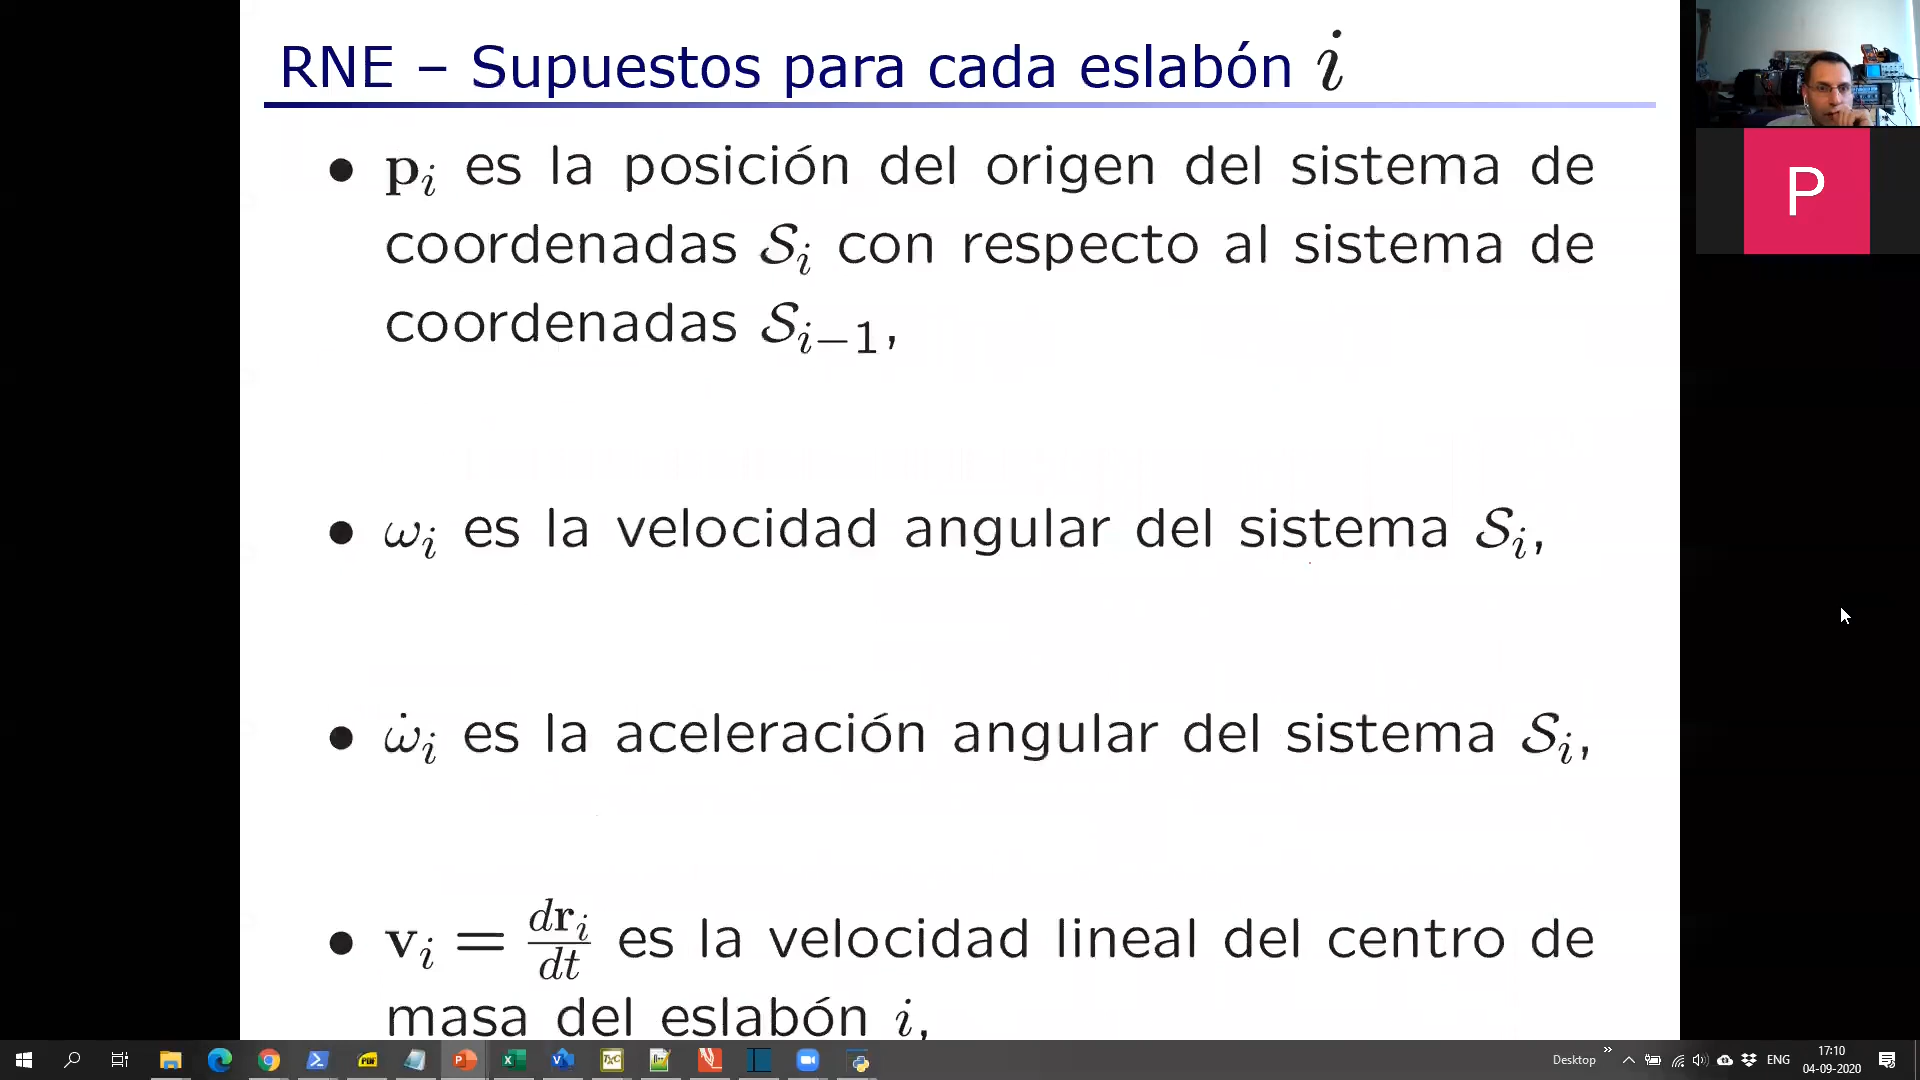 RNE – Supuestos para cada eslabón i
• pᵢ es la posición del origen del sistema de
coordenadas 𝒮ᵢ con respecto al sistema de
coordenadas 𝒮ᵢ₋₁,
• ωᵢ es la velocidad angular del sistema 𝒮ᵢ,
• ω̇ᵢ es la aceleración angular del sistema 𝒮ᵢ,
• vᵢ = drᵢ/dt es la velocidad lineal del centro de
masa del eslabón i,
P
Desktop
ENG
17:10
04-09-2020